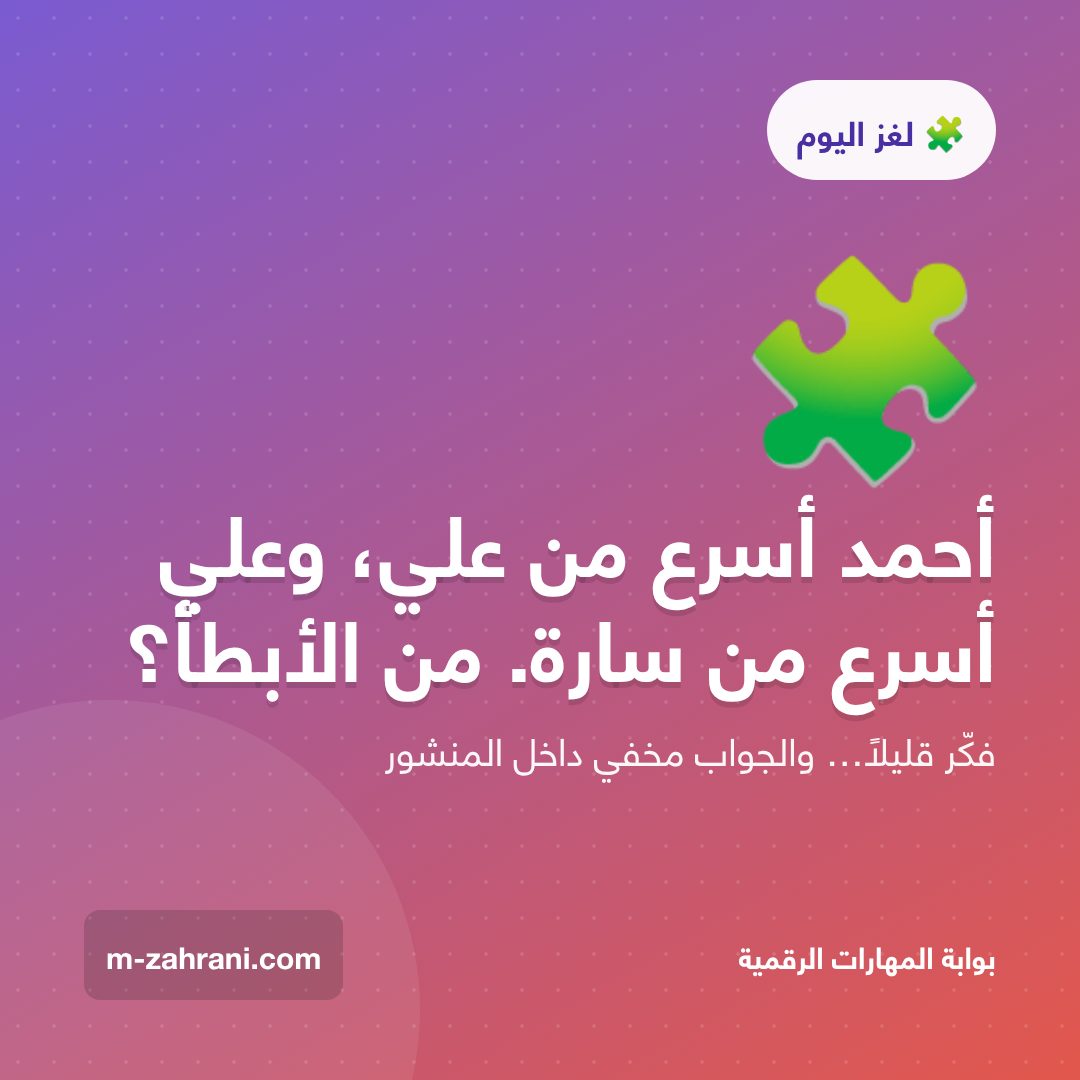 🧩 لغز اليوم
أحمد أسرع من علي، وعلي
أسرع من سارة. من الأبطأ؟
فكّر قليلاً... والجواب مخفي داخل المنشور
بوابة المهارات الرقمية
m-zahrani.com